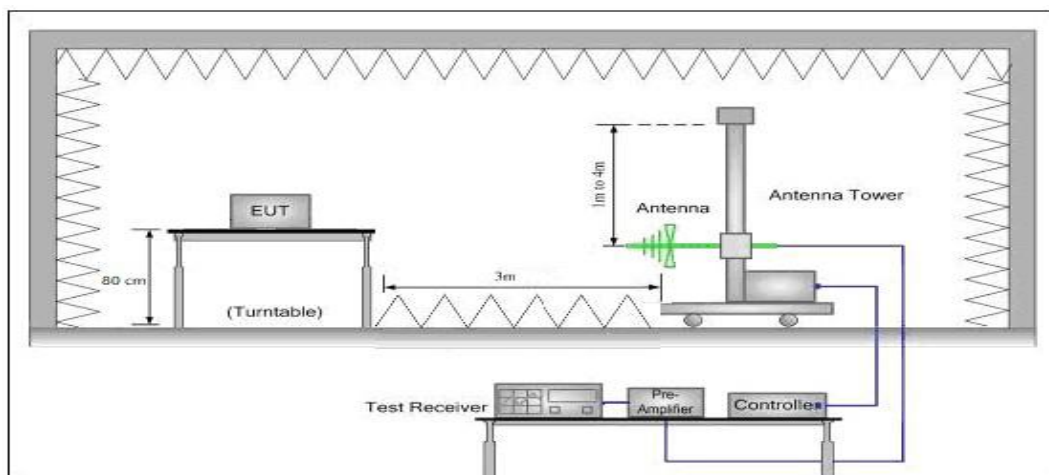 1m to 4m
Antenna
Antenna Tower
EUT
80 cm
3m
(Turntable)
Test Receiver
Pre-
Amplifier
Controlle